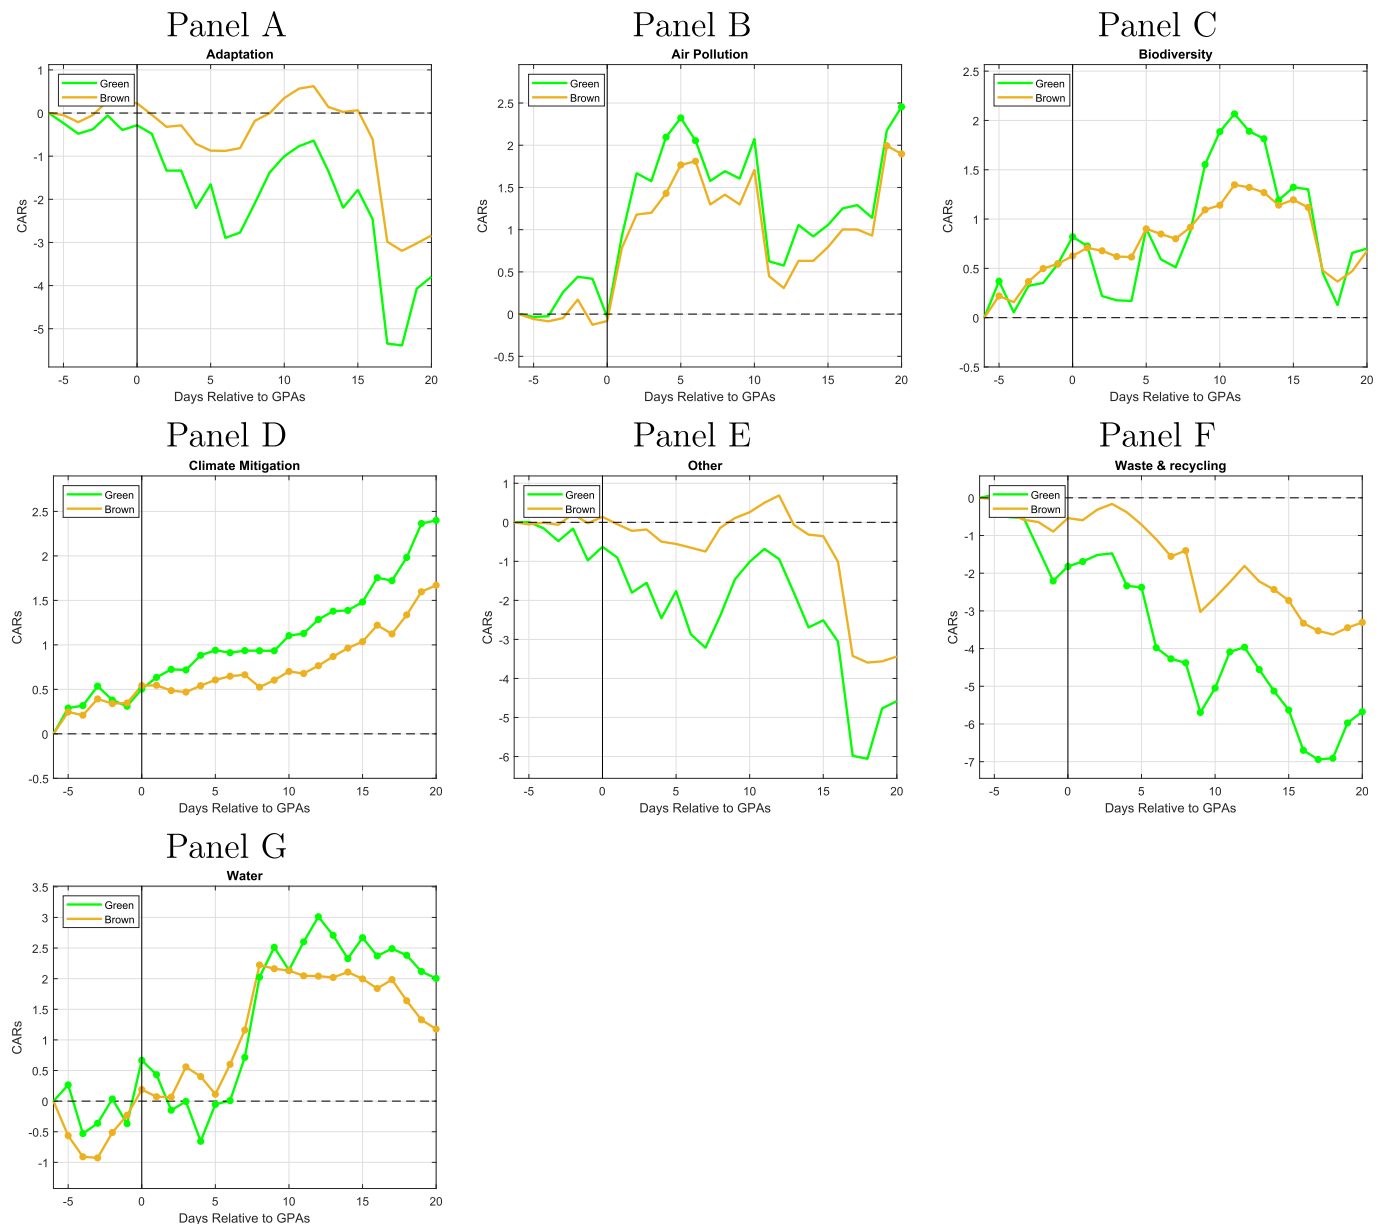 Panel A
Adaptation
Green
Brown
1
0
-1
-2
-3
-4
-5
CARs
-5 0 5 10 15 20
Days Relative to GPAs
Panel B
Air Pollution
Green
Brown
2.5
2
1.5
1
0.5
0
-0.5
CARs
-5 0 5 10 15 20
Days Relative to GPAs
Panel C
Biodiversity
Green
Brown
2.5
2
1.5
1
0.5
0
-0.5
CARs
-5 0 5 10 15 20
Days Relative to GPAs
Panel D
Climate Mitigation
Green
Brown
2.5
2
1.5
1
0.5
0
-0.5
CARs
-5 0 5 10 15 20
Days Relative to GPAs
Panel E
Other
Green
Brown
1
0
-1
-2
-3
-4
-5
-6
CARs
-5 0 5 10 15 20
Days Relative to GPAs
Panel F
Waste & recycling
Green
Brown
0
-1
-2
-3
-4
-5
-6
-7
CARs
-5 0 5 10 15 20
Days Relative to GPAs
Panel G
Water
Green
Brown
3.5
3
2.5
2
1.5
1
0.5
0
-0.5
-1
CARs
-5 0 5 10 15 20
Days Relative to GPAs